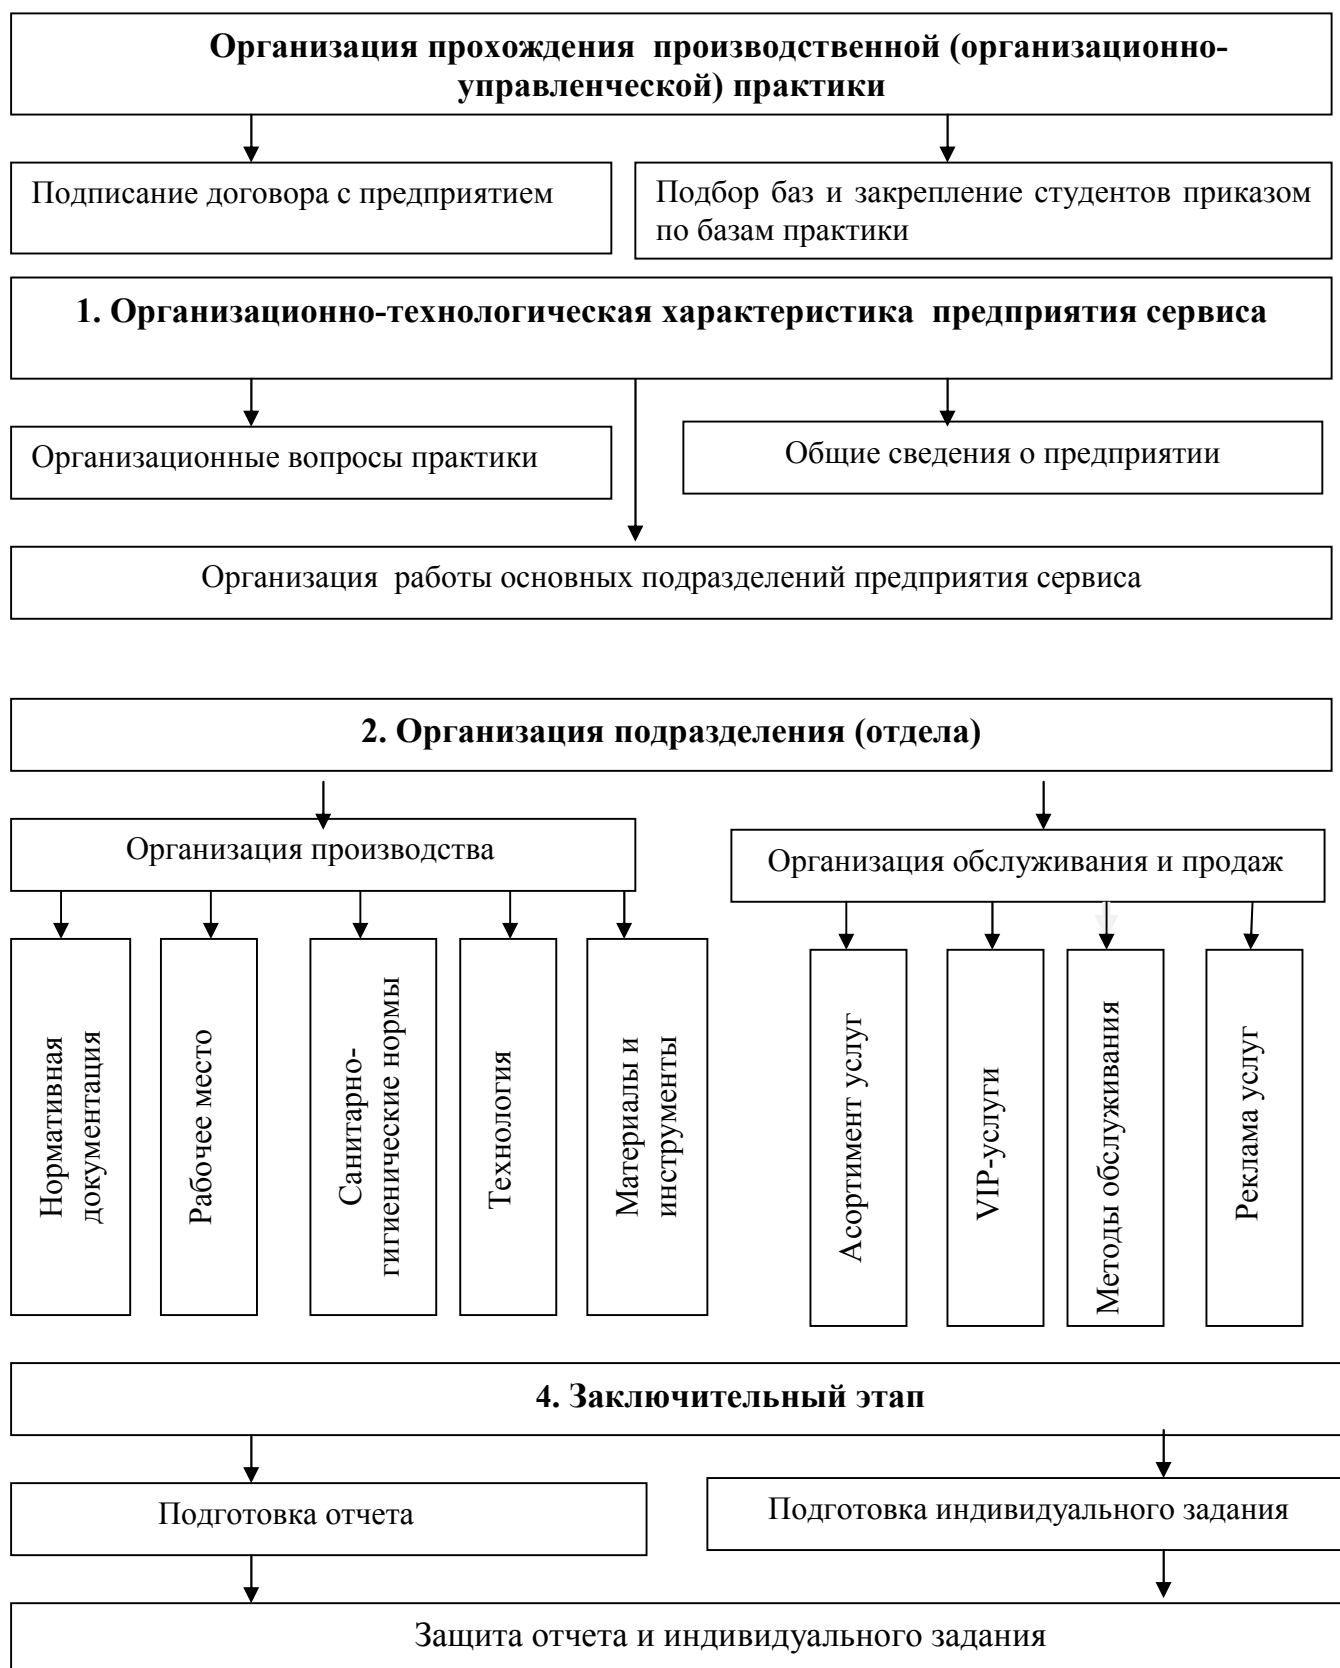 Организация прохождения производственной (организационно-
управленческой) практики
Подписание договора с предприятием
Подбор баз и закрепление студентов приказом
по базам практики
1. Организационно-технологическая характеристика предприятия сервиса
Организационные вопросы практики
Общие сведения о предприятии
Организация работы основных подразделений предприятия сервиса
2. Организация подразделения (отдела)
Организация производства
Организация обслуживания и продаж
Нормативная
документация
Рабочее место
Санитарно-
гигиенические нормы
Технология
Материалы и
инструменты
Асортимент услуг
VIP-услуги
Методы обслуживания
Реклама услуг
4. Заключительный этап
Подготовка отчета
Подготовка индивидуального задания
Защита отчета и индивидуального задания